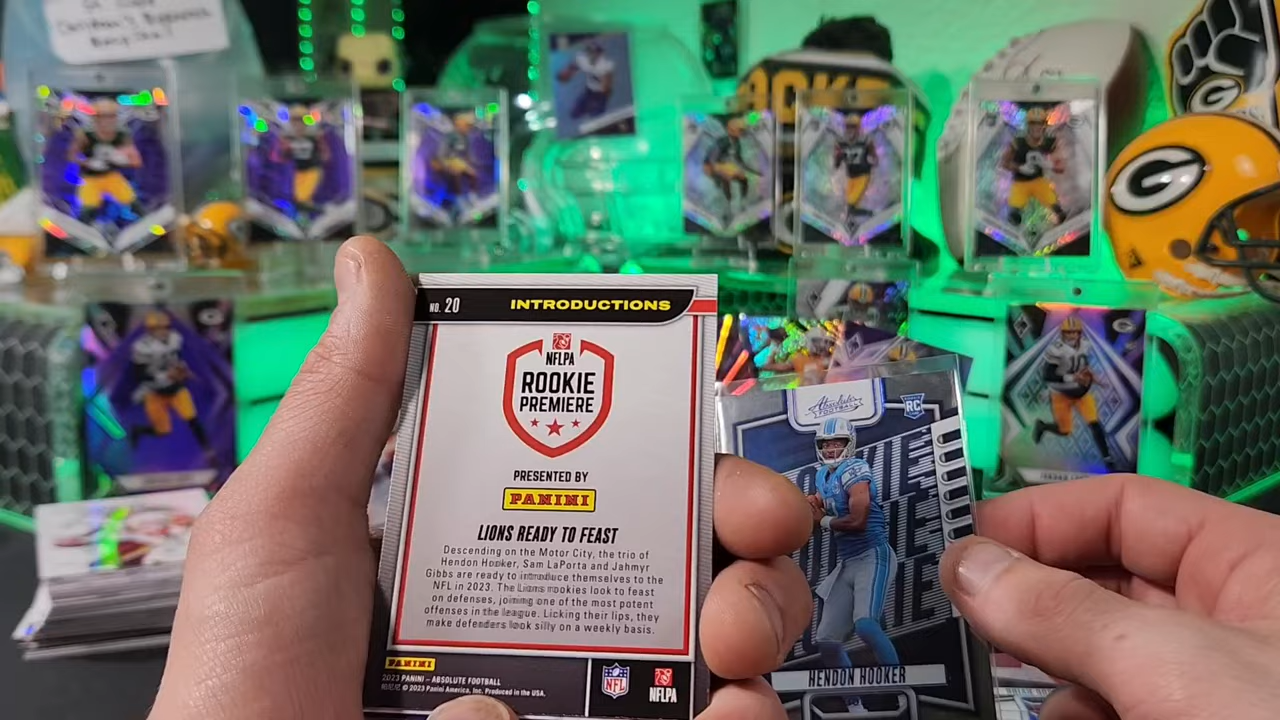 NO. 20
INTRODUCTIONS
NFLPA
ROOKIE
PREMIERE
PRESENTED BY
PANINI
LIONS READY TO FEAST
Descending on the Motor City, the trio of
Hendon Hooker, Sam LaPorta and Jahmyr
Gibbs are ready to introduce themselves to the
NFL in 2023. The Lions rookies look to feast
on defenses, joining one of the most potent
offenses in the league. Licking their lips, they
make defenders look silly on a weekly basis.
PANINI
2023 PANINI – ABSOLUTE FOOTBALL
© 2023 Panini America, Inc. Produced in the USA.
NFL
NFLPA
Absolute
FOOTBALL
RC
ROOKIE
HENDON HOOKER
G
G